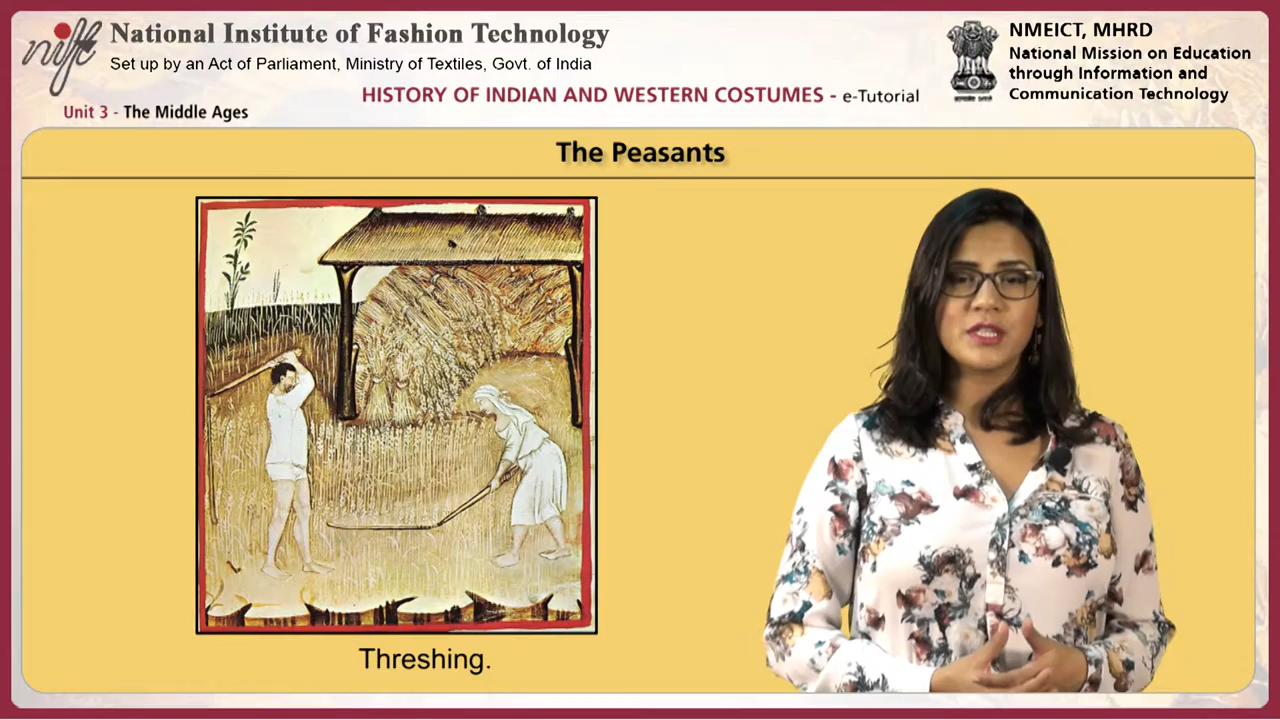 nift
National Institute of Fashion Technology
Set up by an Act of Parliament, Ministry of Textiles, Govt. of India
NMEICT, MHRD
National Mission on Education
through Information and
Communication Technology
HISTORY OF INDIAN AND WESTERN COSTUMES - e-Tutorial
Unit 3 - The Middle Ages
The Peasants
Threshing.